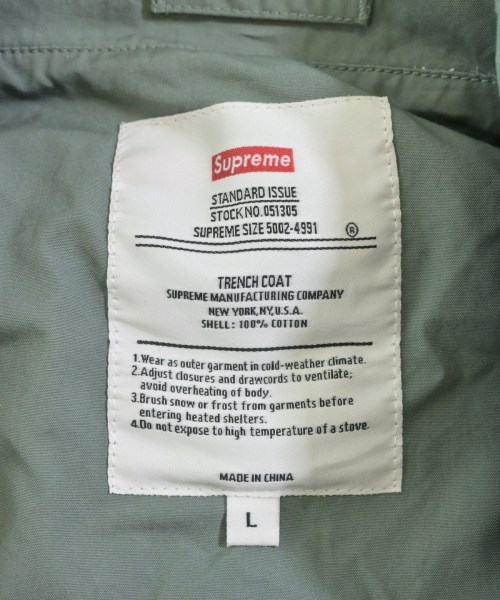 Supreme
STANDARD ISSUE
STOCK NO.051305
SUPREME SIZE 5002-4991 ®
TRENCH COAT
SUPREME MANUFACTURING COMPANY
NEW YORK,NY,U.S.A.
SHELL: 100% COTTON
1.Wear as outer garment in cold-weather climate.
2.Adjust closures and drawcords to ventilate;
avoid overheating of body.
3.Brush snow or frost from garments before
entering heated shelters.
4.Do not expose to high temperature of a stove.
MADE IN CHINA
L